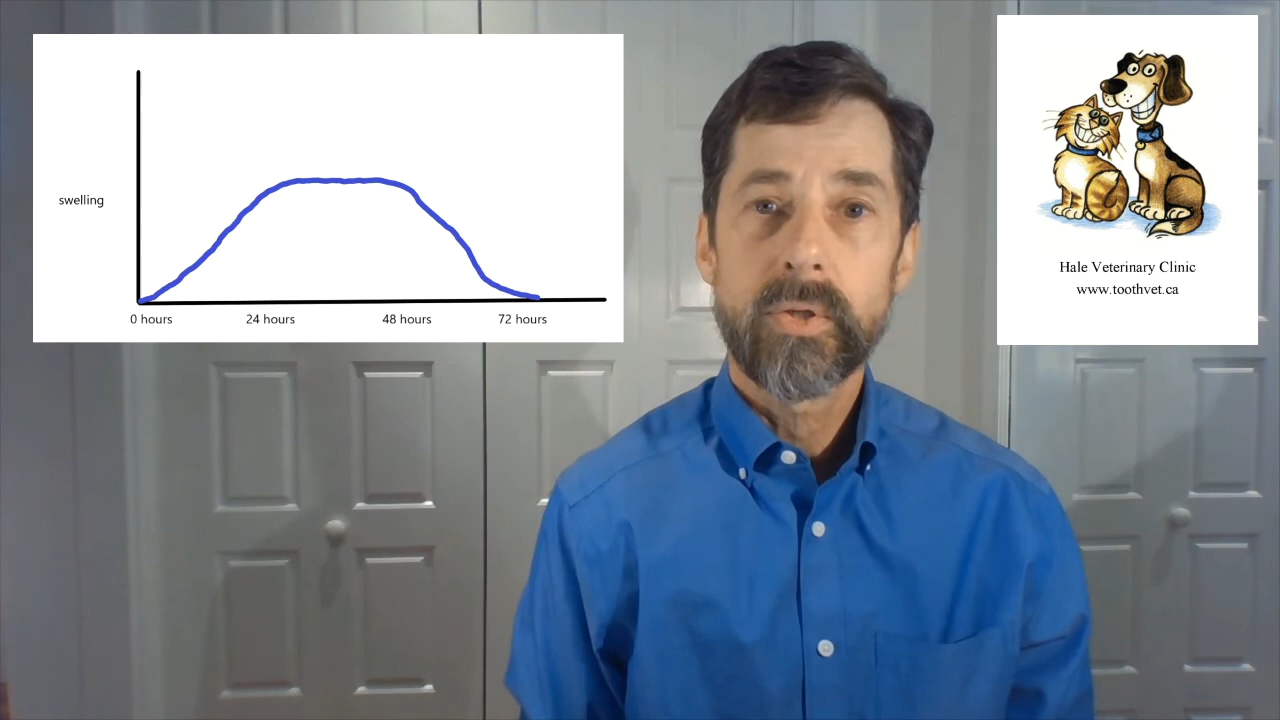 swelling
0 hours
24 hours
48 hours
72 hours
Hale Veterinary Clinic
www.toothvet.ca